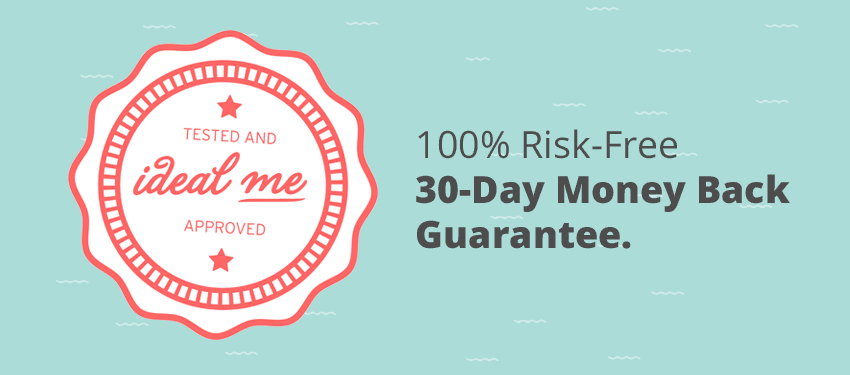 TESTED AND
ideal me
APPROVED
100% Risk-Free
30-Day Money Back
Guarantee.